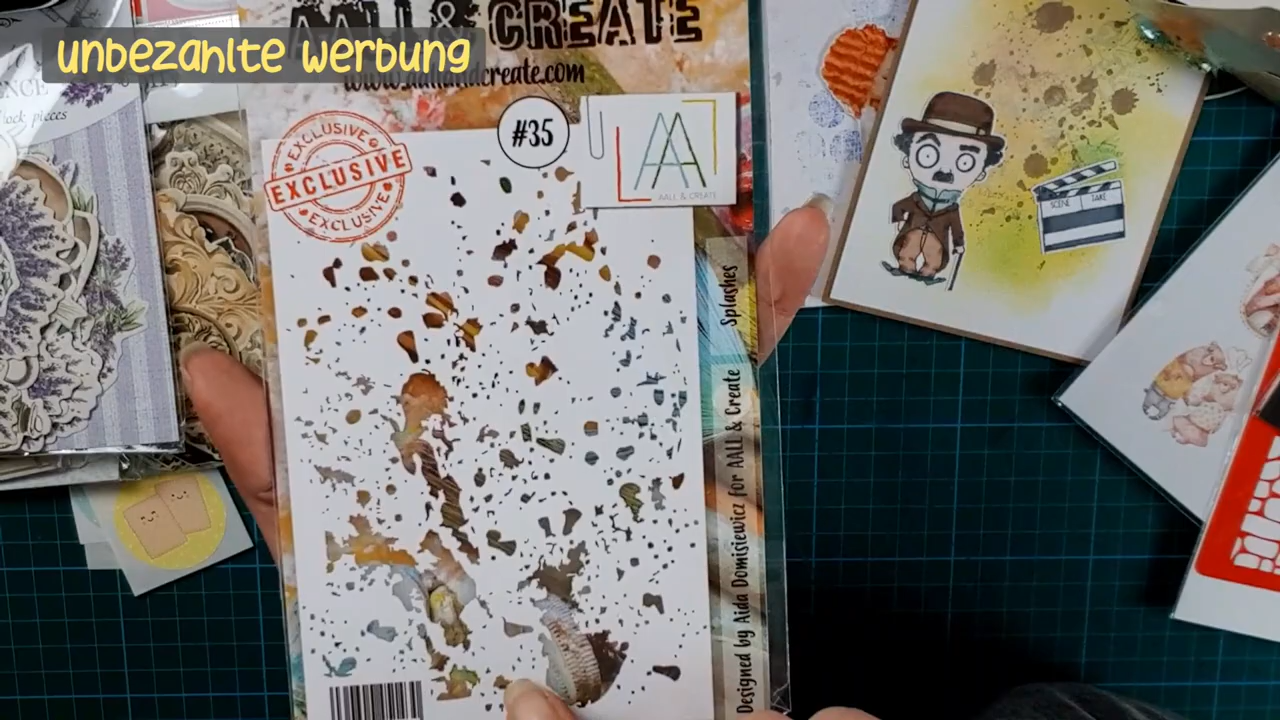 unbezahlte werbung
AALL & CREATE
www.aallandcreate.com
#35
EXCLUSIVE
EXCLUSIVE
EXCLUSIVE
AA
AALL & CREATE
Designed by Aida Domisiewicz for AALL & Create
Splashes
SCENE
TAKE